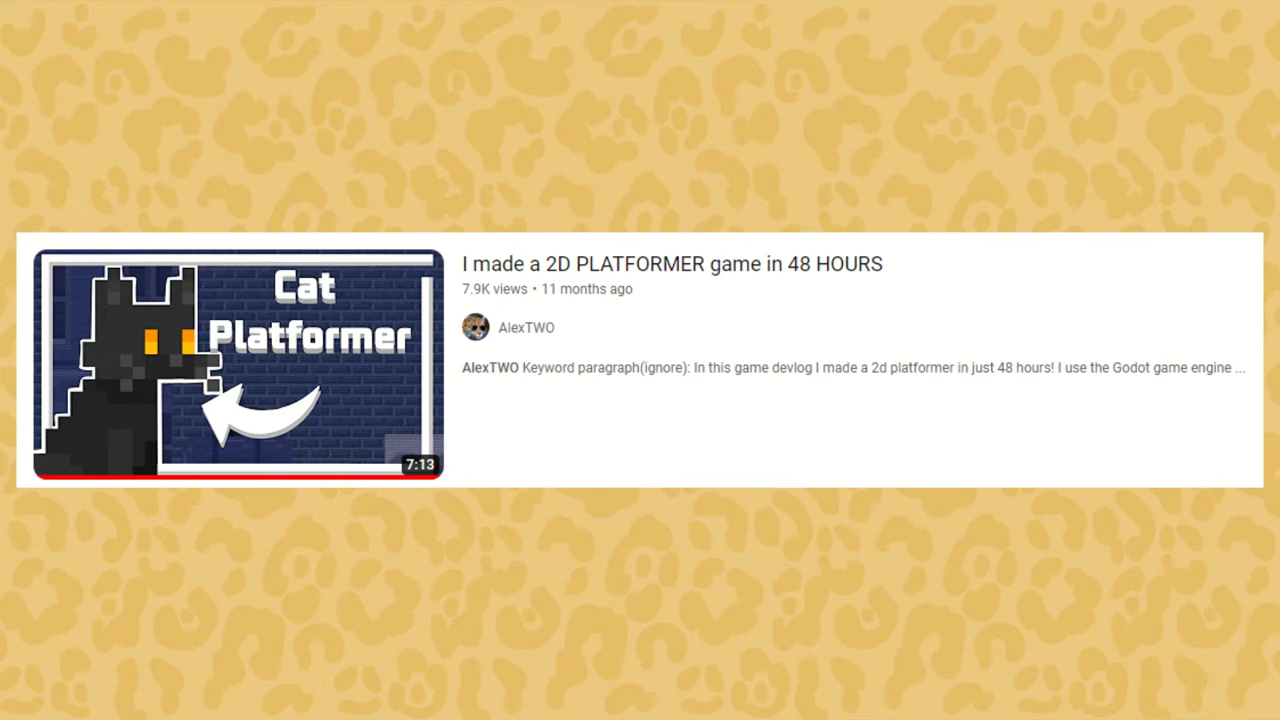 Cat
Platformer
7:13
I made a 2D PLATFORMER game in 48 HOURS
7.9K views • 11 months ago
AlexTWO
AlexTWO Keyword paragraph(ignore): In this game devlog I made a 2d platformer in just 48 hours! I use the Godot game engine ...